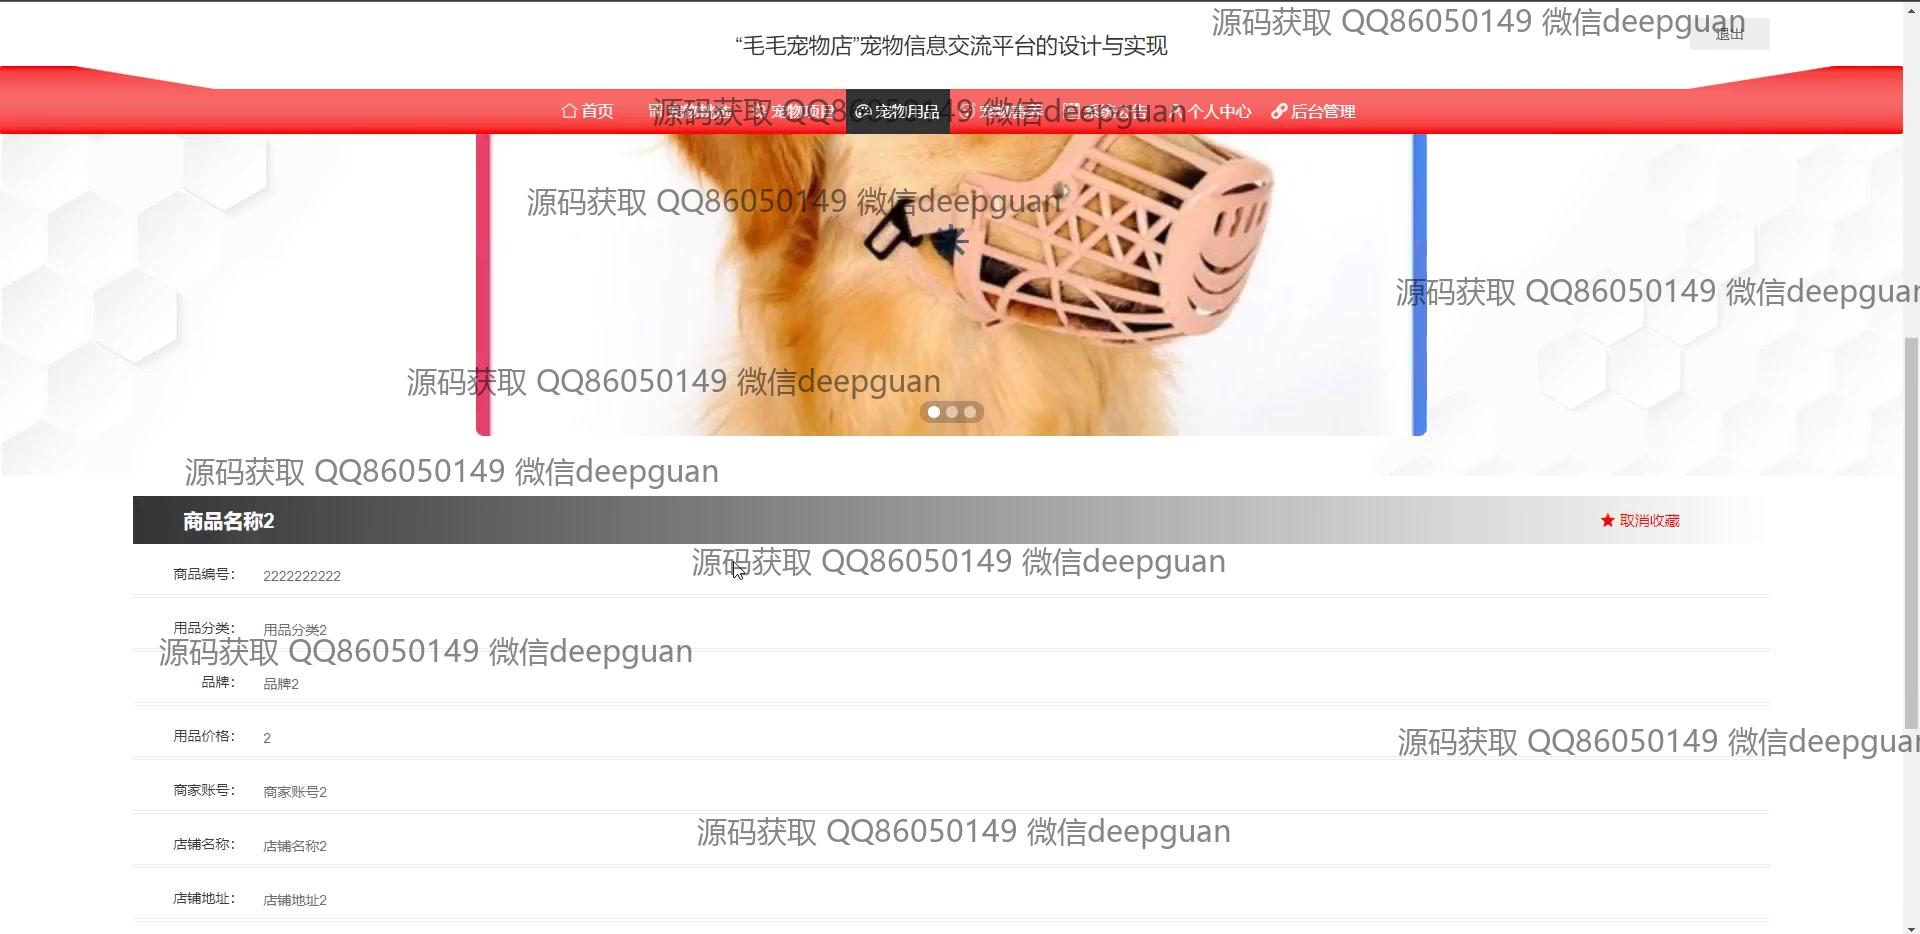 源码获取 QQ86050149 微信deepguan
退出
“毛毛宠物店”宠物信息交流平台的设计与实现
首页 宠物项目 宠物用品 宠物寄养 系统公告 个人中心 后台管理
源码获取 QQ86050149 微信deepguan
源码获取 QQ86050149 微信deepguan
源码获取 QQ86050149 微信deepguan
源码获取 QQ86050149 微信deepguan
源码获取 QQ86050149 微信deepguan
商品名称2 取消收藏
源码获取 QQ86050149 微信deepguan
商品编号： 2222222222
用品分类： 用品分类2
源码获取 QQ86050149 微信deepguan
品牌： 品牌2
用品价格： 2
源码获取 QQ86050149 微信deepguan
商家账号： 商家账号2
源码获取 QQ86050149 微信deepguan
店铺名称： 店铺名称2
店铺地址： 店铺地址2